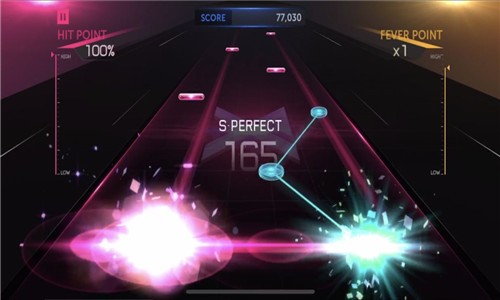 SCORE 77,030
HIT POINT
100%
FEVER POINT
x1
HIGH
HIGH
S·PERFECT
165
LOW
LOW